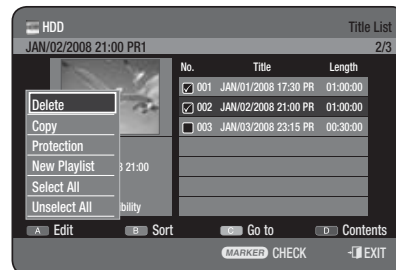 HDD Title List
JAN/02/2008 21:00 PR1 2/3
No. Title Length
001 JAN/01/2008 17:30 PR 01:00:00
002 JAN/02/2008 21:00 PR 01:00:00
003 JAN/03/2008 23:15 PR 00:30:00
Delete
Copy
Protection
New Playlist 21:00
Select All
Unselect All bility
A Edit B Sort C Go to D Contents
MARKER CHECK EXIT